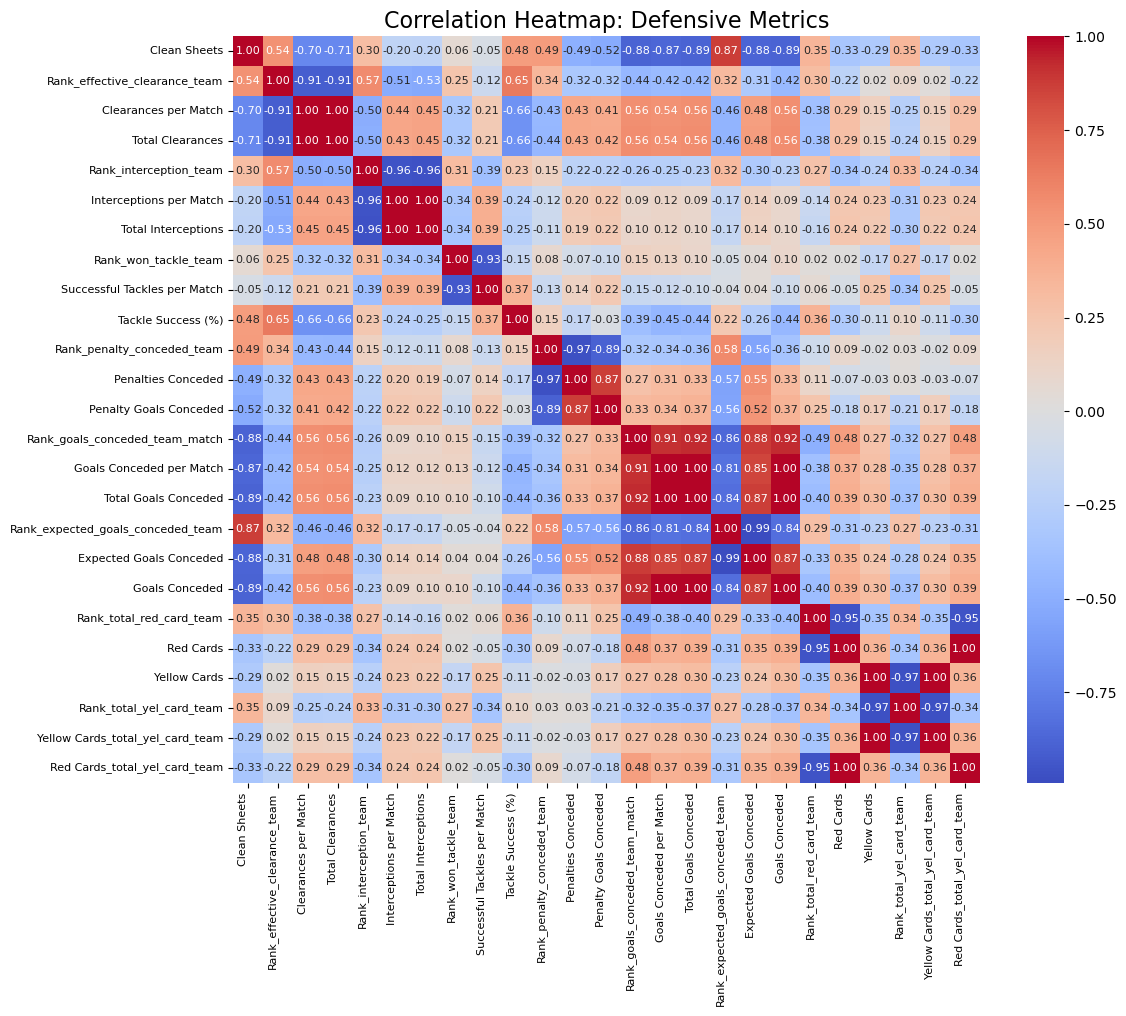 Correlation Heatmap: Defensive Metrics
Clean Sheets 1.00 0.54 -0.70 -0.71 0.30 -0.20 -0.20 0.06 -0.05 0.48 0.49 -0.49 -0.52 -0.88 -0.87 -0.89 0.87 -0.88 -0.89 0.35 -0.33 -0.29 0.35 -0.29 -0.33
Rank_effective_clearance_team 0.54 1.00 -0.91 -0.91 0.57 -0.51 -0.53 0.25 -0.12 0.65 0.34 -0.32 -0.32 -0.44 -0.42 -0.42 0.32 -0.31 -0.42 0.30 -0.22 0.02 0.09 0.02 -0.22
Clearances per Match -0.70 -0.91 1.00 1.00 -0.50 0.44 0.45 -0.32 0.21 -0.66 -0.43 0.43 0.41 0.56 0.54 0.56 -0.46 0.48 0.56 -0.38 0.29 0.15 -0.25 0.15 0.29
Total Clearances -0.71 -0.91 1.00 1.00 -0.50 0.43 0.45 -0.32 0.21 -0.66 -0.44 0.43 0.42 0.56 0.54 0.56 -0.46 0.48 0.56 -0.38 0.29 0.15 -0.24 0.15 0.29
Rank_interception_team 0.30 0.57 -0.50 -0.50 1.00 -0.96 -0.96 0.31 -0.39 0.23 0.15 -0.22 -0.22 -0.26 -0.25 -0.23 0.32 -0.30 -0.23 0.27 -0.34 -0.24 0.33 -0.24 -0.34
Interceptions per Match -0.20 -0.51 0.44 0.43 -0.96 1.00 1.00 -0.34 0.39 -0.24 -0.12 0.20 0.22 0.09 0.12 0.09 -0.17 0.14 0.09 -0.14 0.24 0.23 -0.31 0.23 0.24
Total Interceptions -0.20 -0.53 0.45 0.45 -0.96 1.00 1.00 -0.34 0.39 -0.25 -0.11 0.19 0.22 0.10 0.12 0.10 -0.17 0.14 0.10 -0.16 0.24 0.22 -0.30 0.22 0.24
Rank_won_tackle_team 0.06 0.25 -0.32 -0.32 0.31 -0.34 -0.34 1.00 -0.93 -0.15 0.08 -0.07 -0.10 0.15 0.13 0.10 -0.05 0.04 0.10 0.02 0.02 -0.17 0.27 -0.17 0.02
Successful Tackles per Match -0.05 -0.12 0.21 0.21 -0.39 0.39 0.39 -0.93 1.00 0.37 -0.13 0.14 0.22 -0.15 -0.12 -0.10 -0.04 0.04 -0.10 0.06 -0.05 0.25 -0.34 0.25 -0.05
Tackle Success (%) 0.48 0.65 -0.66 -0.66 0.23 -0.24 -0.25 -0.15 0.37 1.00 0.15 -0.17 -0.03 -0.39 -0.45 -0.44 0.22 -0.26 -0.44 0.36 -0.30 -0.11 0.10 -0.11 -0.30
Rank_penalty_conceded_team 0.49 0.34 -0.43 -0.44 0.15 -0.12 -0.11 0.08 -0.13 0.15 1.00 -0.97 -0.89 -0.32 -0.34 -0.36 0.58 -0.56 -0.36 -0.10 0.09 -0.02 0.03 -0.02 0.09
Penalties Conceded -0.49 -0.32 0.43 0.43 -0.22 0.20 0.19 -0.07 0.14 -0.17 -0.97 1.00 0.87 0.27 0.31 0.33 -0.57 0.55 0.33 0.11 -0.07 -0.03 0.03 -0.03 -0.07
Penalty Goals Conceded -0.52 -0.32 0.41 0.42 -0.22 0.22 0.22 -0.10 0.22 -0.03 -0.89 0.87 1.00 0.33 0.34 0.37 -0.56 0.52 0.37 0.25 -0.18 0.17 -0.21 0.17 -0.18
Rank_goals_conceded_team_match -0.88 -0.44 0.56 0.56 -0.26 0.09 0.10 0.15 -0.15 -0.39 -0.32 0.27 0.33 1.00 0.91 0.92 -0.86 0.88 0.92 -0.49 0.48 0.27 -0.32 0.27 0.48
Goals Conceded per Match -0.87 -0.42 0.54 0.54 -0.25 0.12 0.12 0.13 -0.12 -0.45 -0.34 0.31 0.34 0.91 1.00 1.00 -0.81 0.85 1.00 -0.38 0.37 0.28 -0.35 0.28 0.37
Total Goals Conceded -0.89 -0.42 0.56 0.56 -0.23 0.09 0.10 0.10 -0.10 -0.44 -0.36 0.33 0.37 0.92 1.00 1.00 -0.84 0.87 1.00 -0.40 0.39 0.30 -0.37 0.30 0.39
Rank_expected_goals_conceded_team 0.87 0.32 -0.46 -0.46 0.32 -0.17 -0.17 -0.05 -0.04 0.22 0.58 -0.57 -0.56 -0.86 -0.81 -0.84 1.00 -0.99 -0.84 0.29 -0.31 -0.23 0.27 -0.23 -0.31
Expected Goals Conceded -0.88 -0.31 0.48 0.48 -0.30 0.14 0.14 0.04 0.04 -0.26 -0.56 0.55 0.52 0.88 0.85 0.87 -0.99 1.00 0.87 -0.33 0.35 0.24 -0.28 0.24 0.35
Goals Conceded -0.89 -0.42 0.56 0.56 -0.23 0.09 0.10 0.10 -0.10 -0.44 -0.36 0.33 0.37 0.92 1.00 1.00 -0.84 0.87 1.00 -0.40 0.39 0.30 -0.37 0.30 0.39
Rank_total_red_card_team 0.35 0.30 -0.38 -0.38 0.27 -0.14 -0.16 0.02 0.06 0.36 -0.10 0.11 0.25 -0.49 -0.38 -0.40 0.29 -0.33 -0.40 1.00 -0.95 -0.35 0.34 -0.35 -0.95
Red Cards -0.33 -0.22 0.29 0.29 -0.34 0.24 0.24 0.02 -0.05 -0.30 0.09 -0.07 -0.18 0.48 0.37 0.39 -0.31 0.35 0.39 -0.95 1.00 0.36 -0.34 0.36 1.00
Yellow Cards -0.29 0.02 0.15 0.15 -0.24 0.23 0.22 -0.17 0.25 -0.11 -0.02 -0.03 0.17 0.27 0.28 0.30 -0.23 0.24 0.30 -0.35 0.36 1.00 -0.97 1.00 0.36
Rank_total_yel_card_team 0.35 0.09 -0.25 -0.24 0.33 -0.31 -0.30 0.27 -0.34 0.10 0.03 0.03 -0.21 -0.32 -0.35 -0.37 0.27 -0.28 -0.37 0.34 -0.34 -0.97 1.00 -0.97 -0.34
Yellow Cards_total_yel_card_team -0.29 0.02 0.15 0.15 -0.24 0.23 0.22 -0.17 0.25 -0.11 -0.02 -0.03 0.17 0.27 0.28 0.30 -0.23 0.24 0.30 -0.35 0.36 1.00 -0.97 1.00 0.36
Red Cards_total_yel_card_team -0.33 -0.22 0.29 0.29 -0.34 0.24 0.24 0.02 -0.05 -0.30 0.09 -0.07 -0.18 0.48 0.37 0.39 -0.31 0.35 0.39 -0.95 1.00 0.36 -0.34 0.36 1.00
Clean Sheets
Rank_effective_clearance_team
Clearances per Match
Total Clearances
Rank_interception_team
Interceptions per Match
Total Interceptions
Rank_won_tackle_team
Successful Tackles per Match
Tackle Success (%)
Rank_penalty_conceded_team
Penalties Conceded
Penalty Goals Conceded
Rank_goals_conceded_team_match
Goals Conceded per Match
Total Goals Conceded
Rank_expected_goals_conceded_team
Expected Goals Conceded
Goals Conceded
Rank_total_red_card_team
Red Cards
Yellow Cards
Rank_total_yel_card_team
Yellow Cards_total_yel_card_team
Red Cards_total_yel_card_team
1.00
0.75
0.50
0.25
0.00
−0.25
−0.50
−0.75